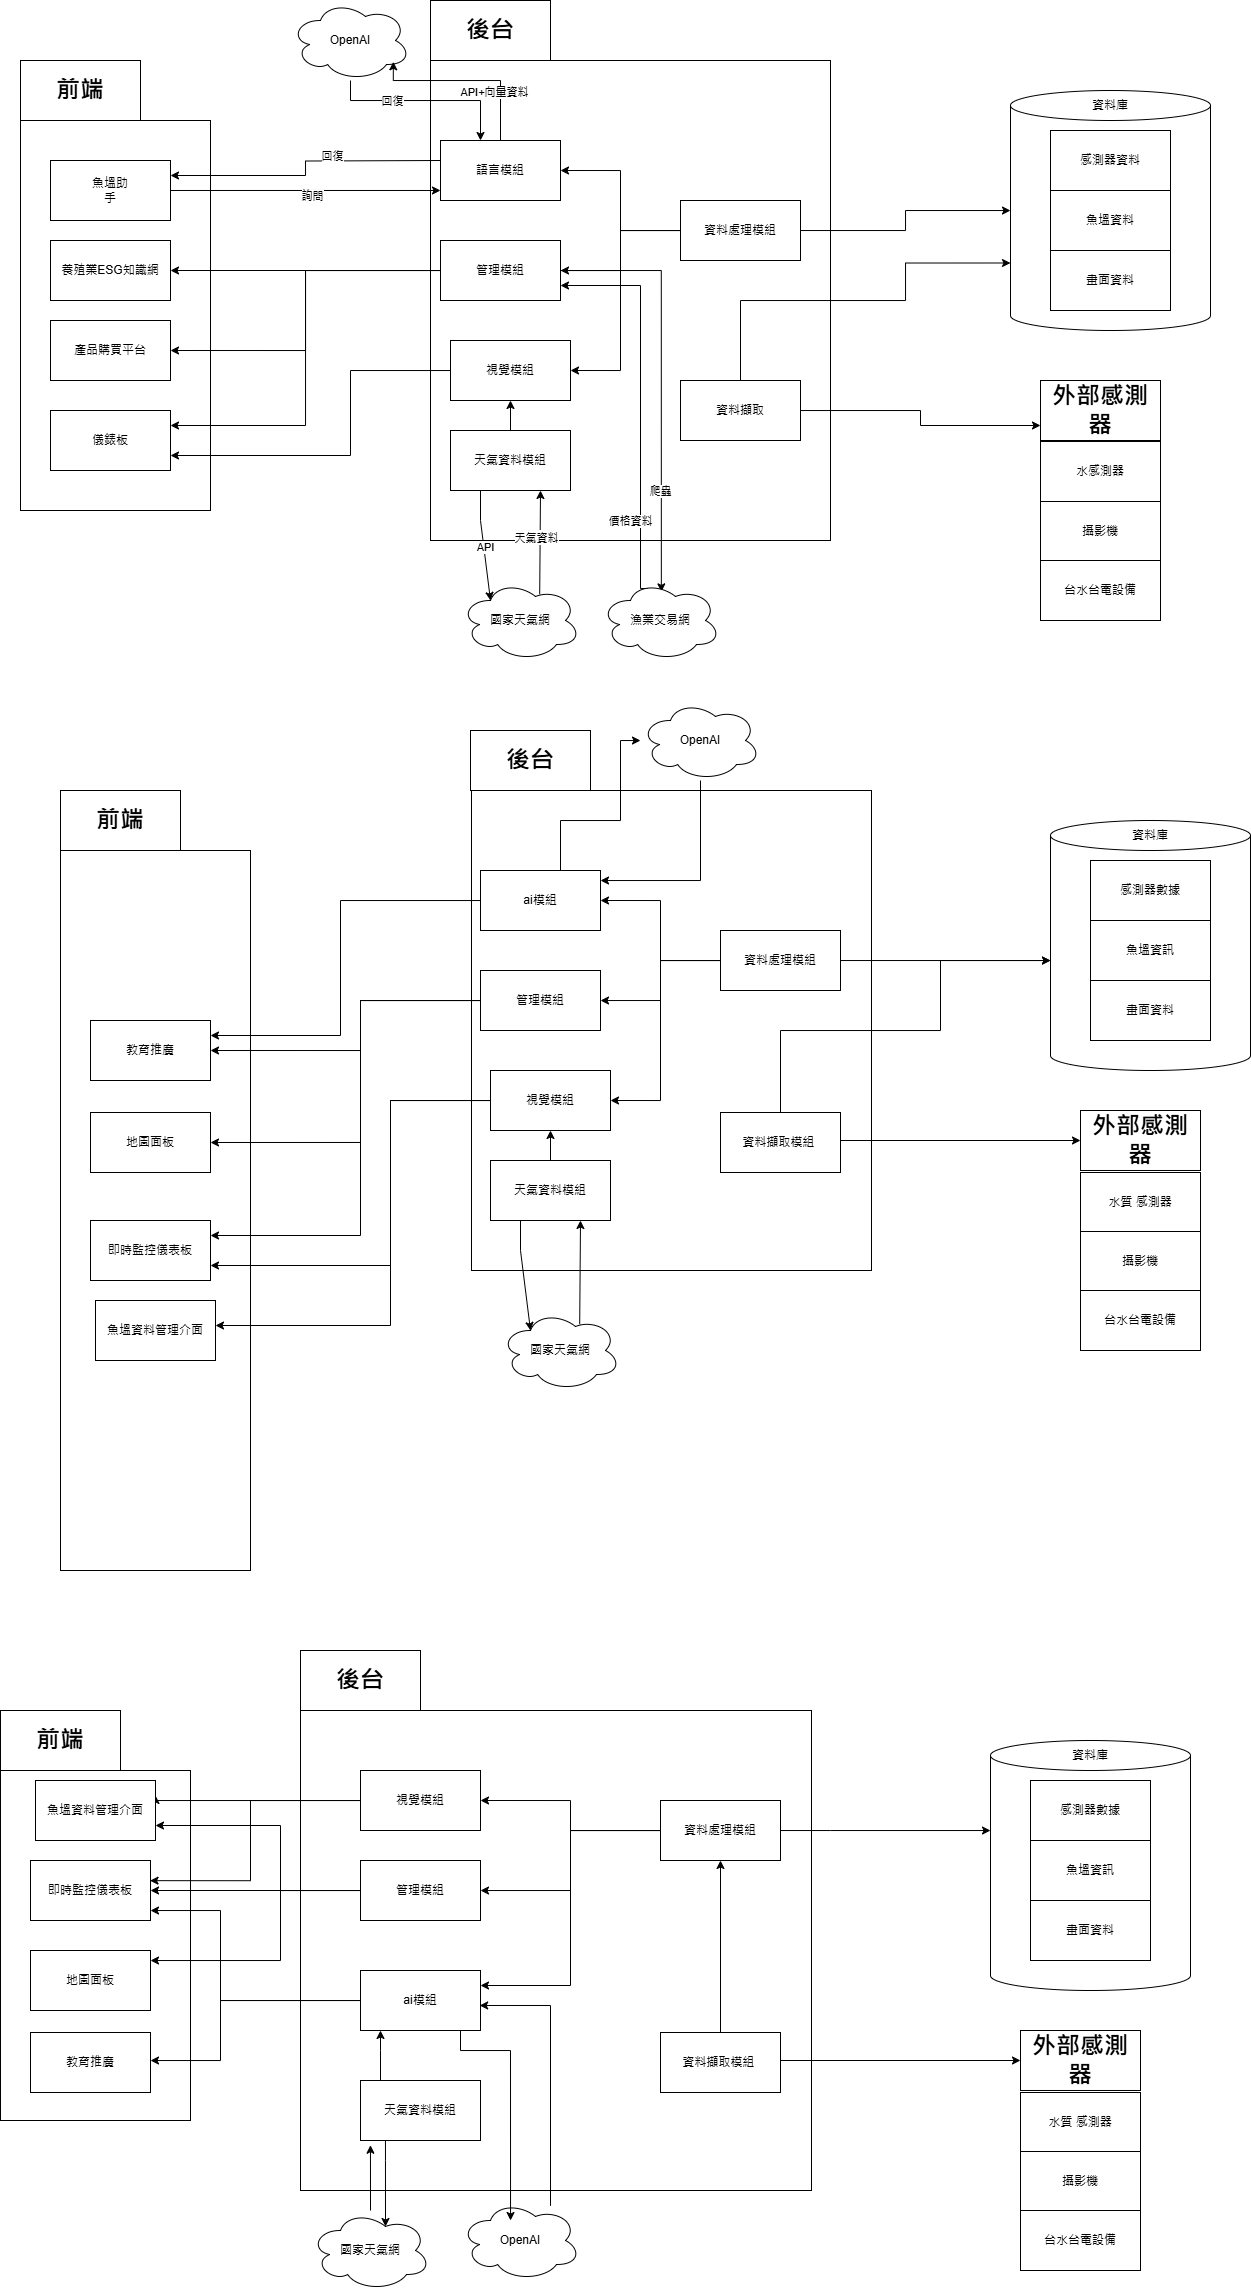 OpenAI
後台
前端
API+向量資料
回復
資料庫
感測器資料
魚塭資料
畫面資料
回復
語言模組
魚塭助
手
詢問
資料處理模組
養殖業ESG知識網
管理模組
產品購買平台
視覺模組
儀錶板
資料擷取
外部感測
器
天氣資料模組
水感測器
爬蟲
價格資料
攝影機
天氣資料
API
台水台電設備
國家天氣網
漁業交易網
OpenAI
後台
前端
資料庫
ai模組
感測器數據
資料處理模組
魚塭資訊
管理模組
畫面資料
教育推廣
視覺模組
地圖面板
資料擷取模組
外部感測
器
天氣資料模組
水質 感測器
即時監控儀表板
攝影機
魚塭資料管理介面
台水台電設備
國家天氣網
後台
前端
資料庫
魚塭資料管理介面
視覺模組
資料處理模組
感測器數據
即時監控儀表板
管理模組
魚塭資訊
畫面資料
地圖面板
ai模組
教育推廣
資料擷取模組
外部感測
器
天氣資料模組
水質 感測器
攝影機
國家天氣網
OpenAI
台水台電設備